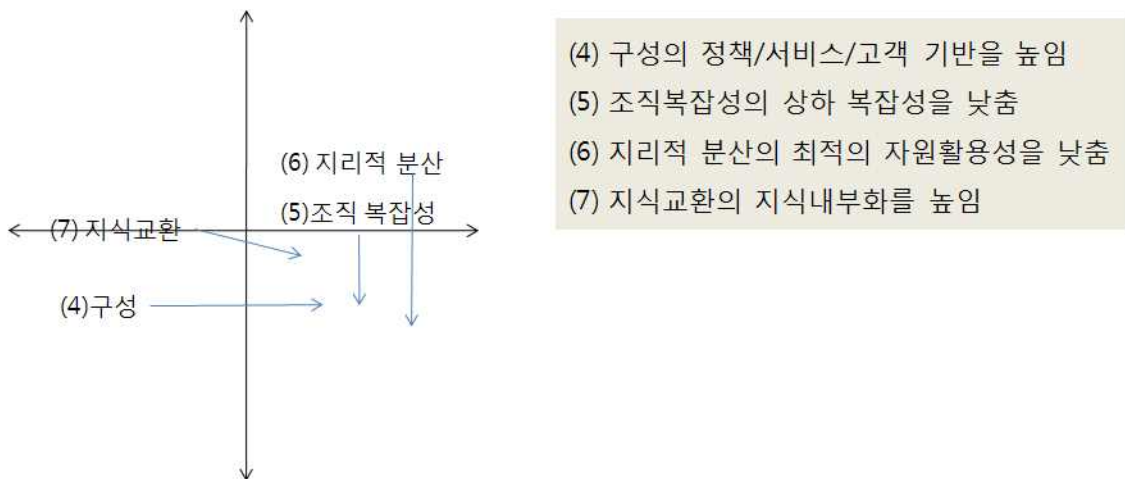 (6) 지리적 분산
(5)조직 복잡성
(7) 지식교환
(4)구성
(4) 구성의 정책/서비스/고객 기반을 높임
(5) 조직복잡성의 상하 복잡성을 낮춤
(6) 지리적 분산의 최적의 자원활용성을 낮춤
(7) 지식교환의 지식내부화를 높임